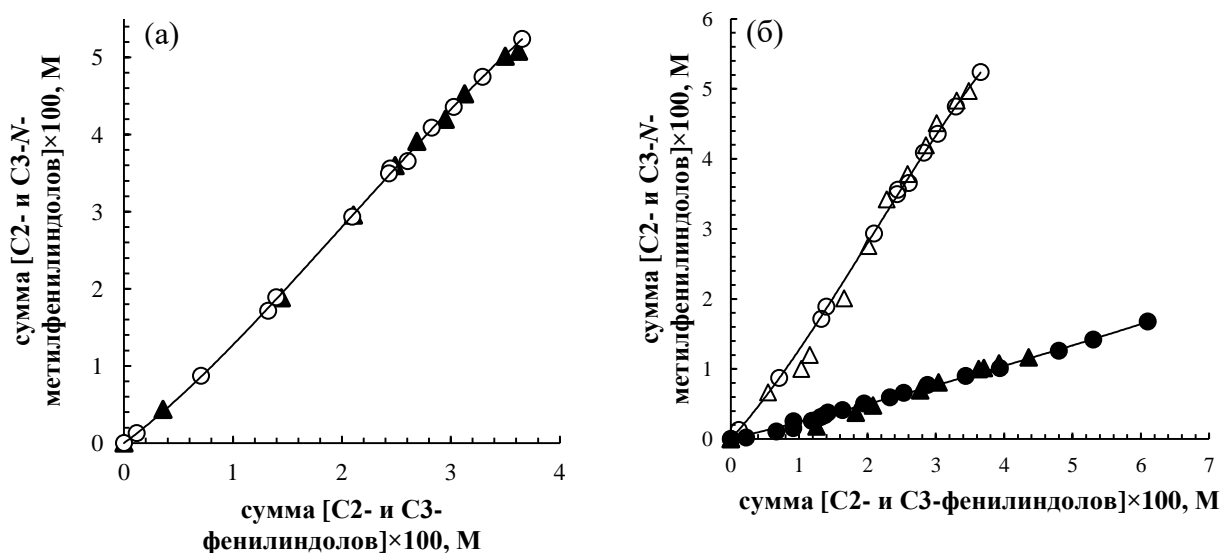 (а)
сумма [C2- и C3-N-
метилфенилиндолов]×100, М
5
4
3
2
1
0
0 1 2 3 4
сумма [C2- и C3-
фенилиндолов]×100, М
(б)
сумма [C2- и C3-N-
метилфенилиндолов]×100, М
6
5
4
3
2
1
0
0 1 2 3 4 5 6 7
сумма [C2- и C3-фенилиндолов]×100, М